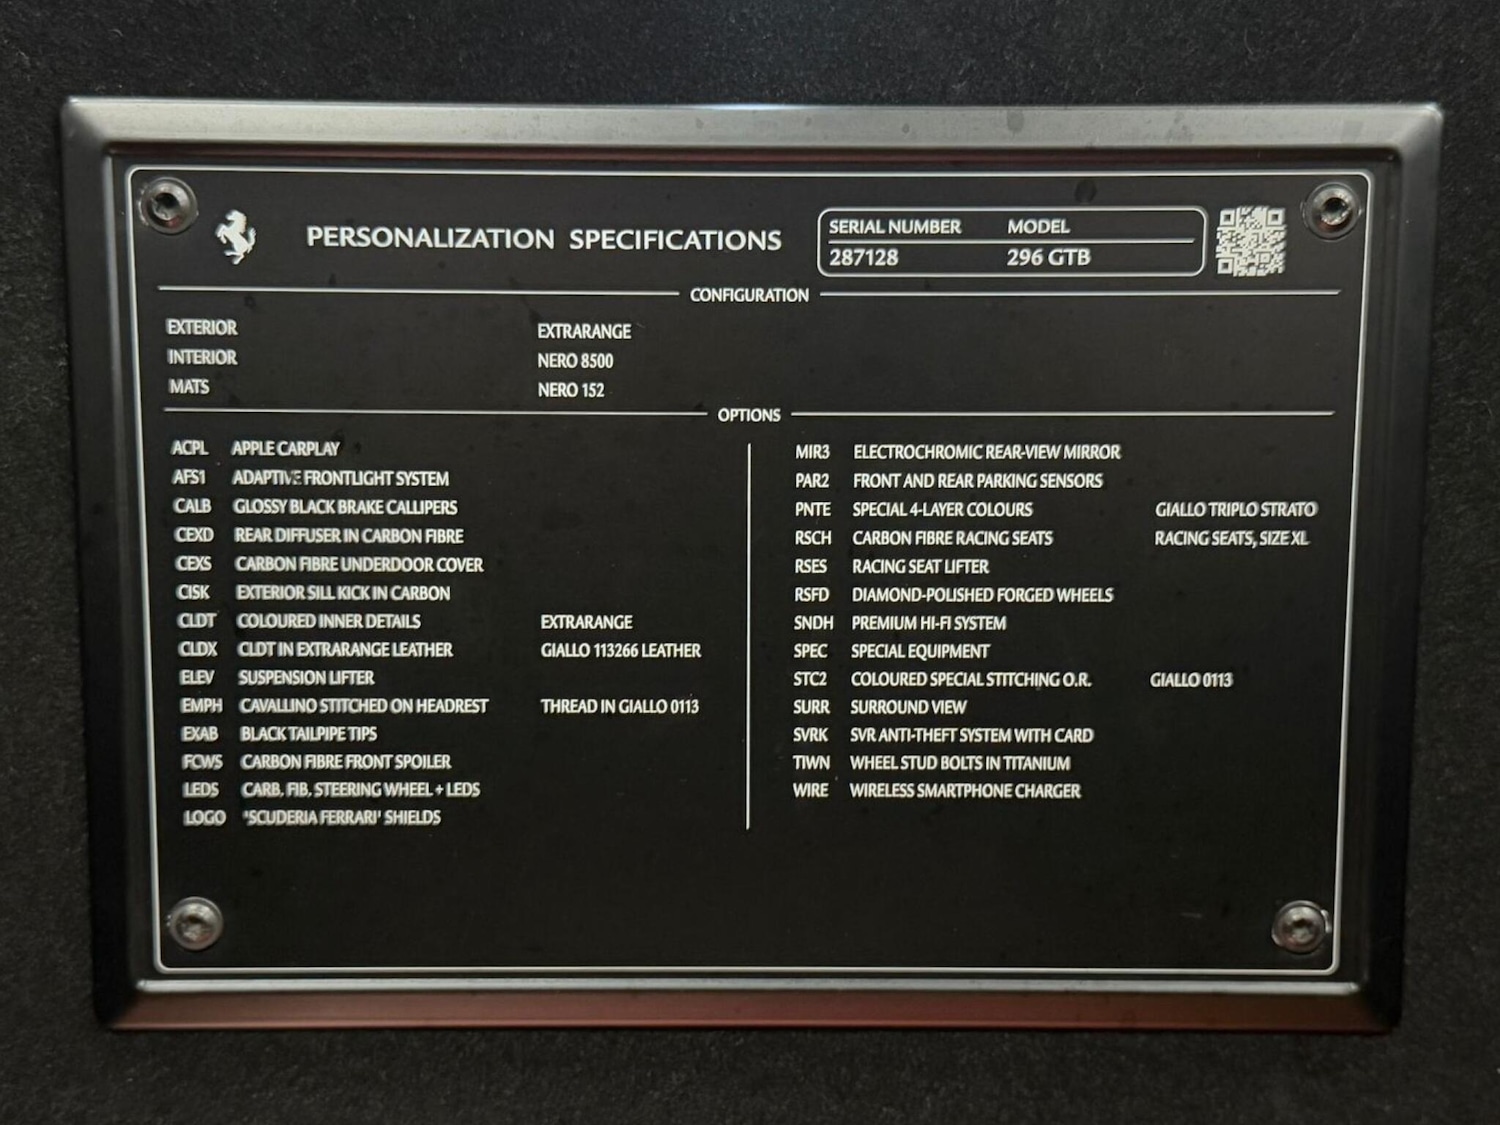 PERSONALIZATION SPECIFICATIONS
SERIAL NUMBER MODEL
287128 296 GTB
CONFIGURATION
EXTERIOR EXTRARANGE
INTERIOR NERO 8500
MATS NERO 152
OPTIONS
ACPL APPLE CARPLAY
AFS1 ADAPTIVE FRONTLIGHT SYSTEM
CALB GLOSSY BLACK BRAKE CALLIPERS
CEXD REAR DIFFUSER IN CARBON FIBRE
CEXS CARBON FIBRE UNDERDOOR COVER
CISK EXTERIOR SILL KICK IN CARBON
CLDT COLOURED INNER DETAILS EXTRARANGE
CLDX CLDT IN EXTRARANGE LEATHER GIALLO 113266 LEATHER
ELEV SUSPENSION LIFTER
EMPH CAVALLINO STITCHED ON HEADREST THREAD IN GIALLO 0113
EXAB BLACK TAILPIPE TIPS
FCWS CARBON FIBRE FRONT SPOILER
LEDS CARB. FIB. STEERING WHEEL + LEDS
LOGO "SCUDERIA FERRARI" SHIELDS
MIR3 ELECTROCHROMIC REAR-VIEW MIRROR
PAR2 FRONT AND REAR PARKING SENSORS
PNTE SPECIAL 4-LAYER COLOURS GIALLO TRIPLO STRATO
RSCH CARBON FIBRE RACING SEATS RACING SEATS, SIZE XL
RSES RACING SEAT LIFTER
RSFD DIAMOND-POLISHED FORGED WHEELS
SNDH PREMIUM HI-FI SYSTEM
SPEC SPECIAL EQUIPMENT
STC2 COLOURED SPECIAL STITCHING O.R. GIALLO 0113
SURR SURROUND VIEW
SVRK SVR ANTI-THEFT SYSTEM WITH CARD
TIWN WHEEL STUD BOLTS IN TITANIUM
WIRE WIRELESS SMARTPHONE CHARGER